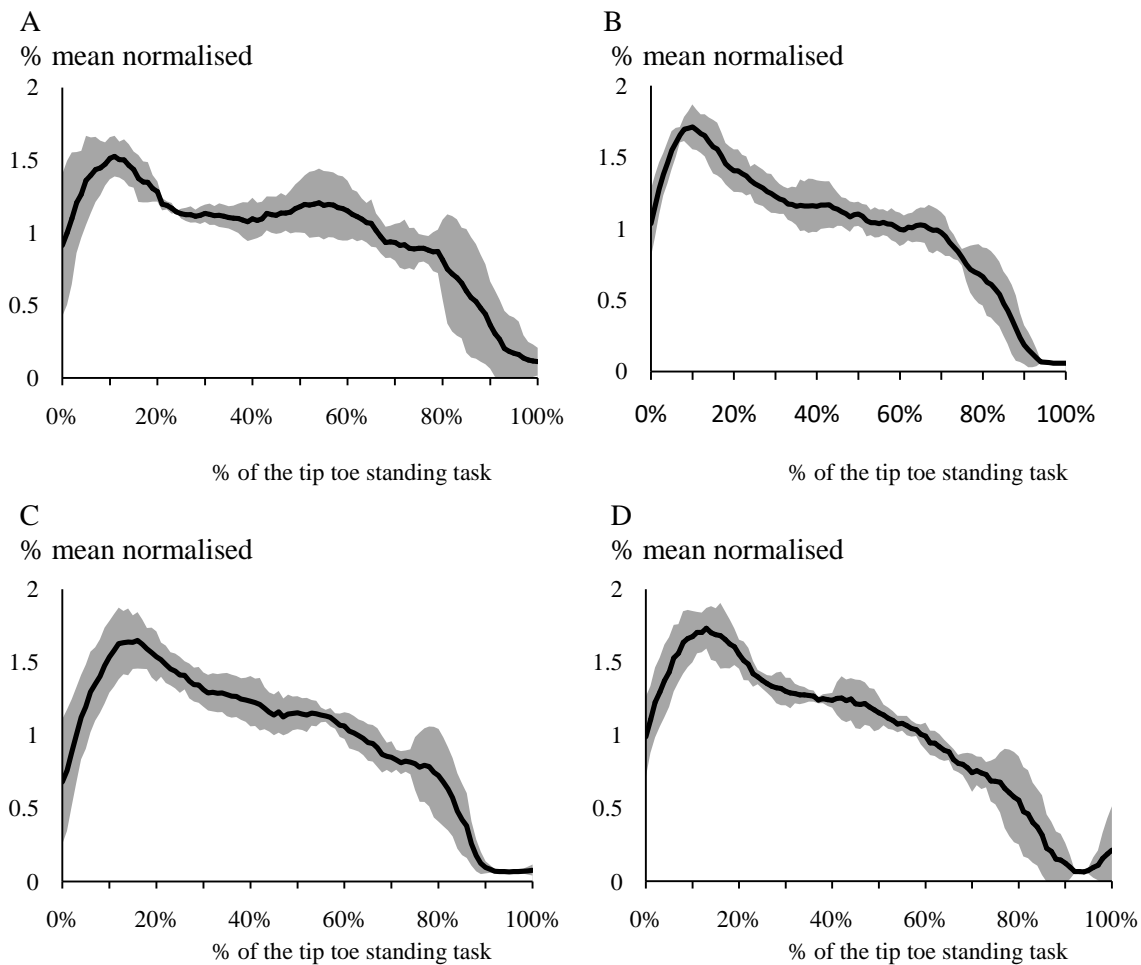 A
% mean normalised
2
1.5
1
0.5
0
0% 20% 40% 60% 80% 100%
% of the tip toe standing task
B
% mean normalised
2
1.5
1
0.5
0
0% 20% 40% 60% 80% 100%
% of the tip toe standing task
C
% mean normalised
2
1.5
1
0.5
0
0% 20% 40% 60% 80% 100%
% of the tip toe standing task
D
% mean normalised
2
1.5
1
0.5
0
0% 20% 40% 60% 80% 100%
% of the tip toe standing task